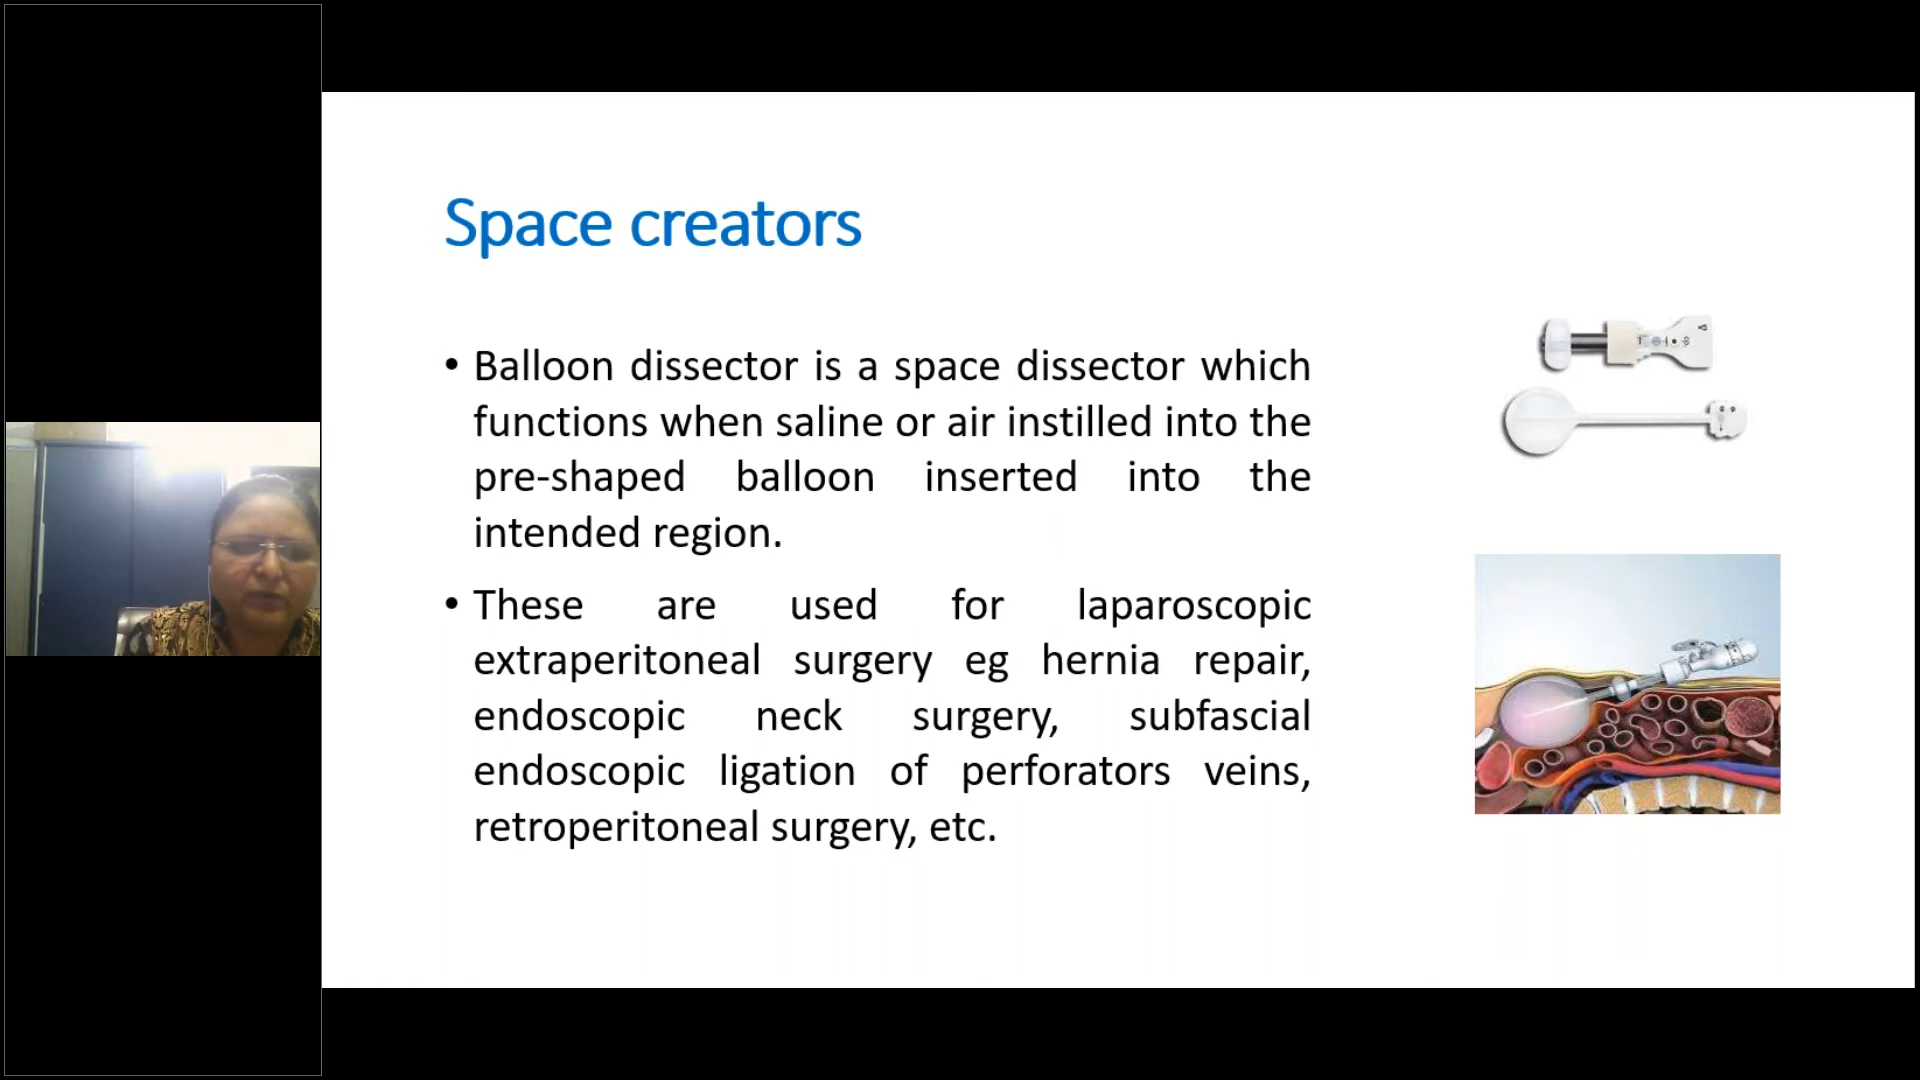 Space creators
• Balloon dissector is a space dissector which
functions when saline or air instilled into the
pre-shaped balloon inserted into the
intended region.
• These are used for laparoscopic
extraperitoneal surgery eg hernia repair,
endoscopic neck surgery, subfascial
endoscopic ligation of perforators veins,
retroperitoneal surgery, etc.